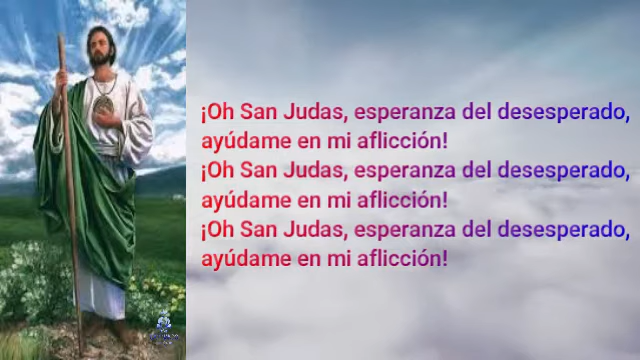 ¡Oh San Judas, esperanza del desesperado,
ayúdame en mi aflicción!
¡Oh San Judas, esperanza del desesperado,
ayúdame en mi aflicción!
¡Oh San Judas, esperanza del desesperado,
ayúdame en mi aflicción!